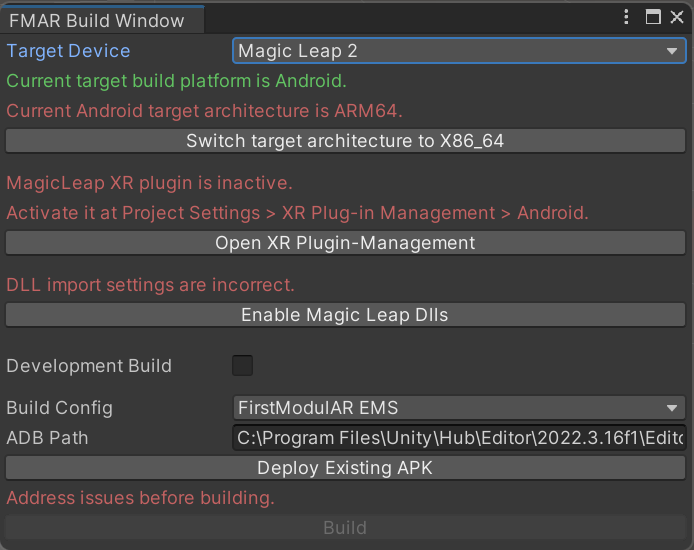 FMAR Build Window
Target Device
Magic Leap 2
Current target build platform is Android.
Current Android target architecture is ARM64.
Switch target architecture to X86_64
MagicLeap XR plugin is inactive.
Activate it at Project Settings > XR Plug-in Management > Android.
Open XR Plugin-Management
DLL import settings are incorrect.
Enable Magic Leap Dlls
Development Build
Build Config
FirstModulAR EMS
ADB Path
C:\Program Files\Unity\Hub\Editor\2022.3.16f1\Edito
Deploy Existing APK
Address issues before building.
Build